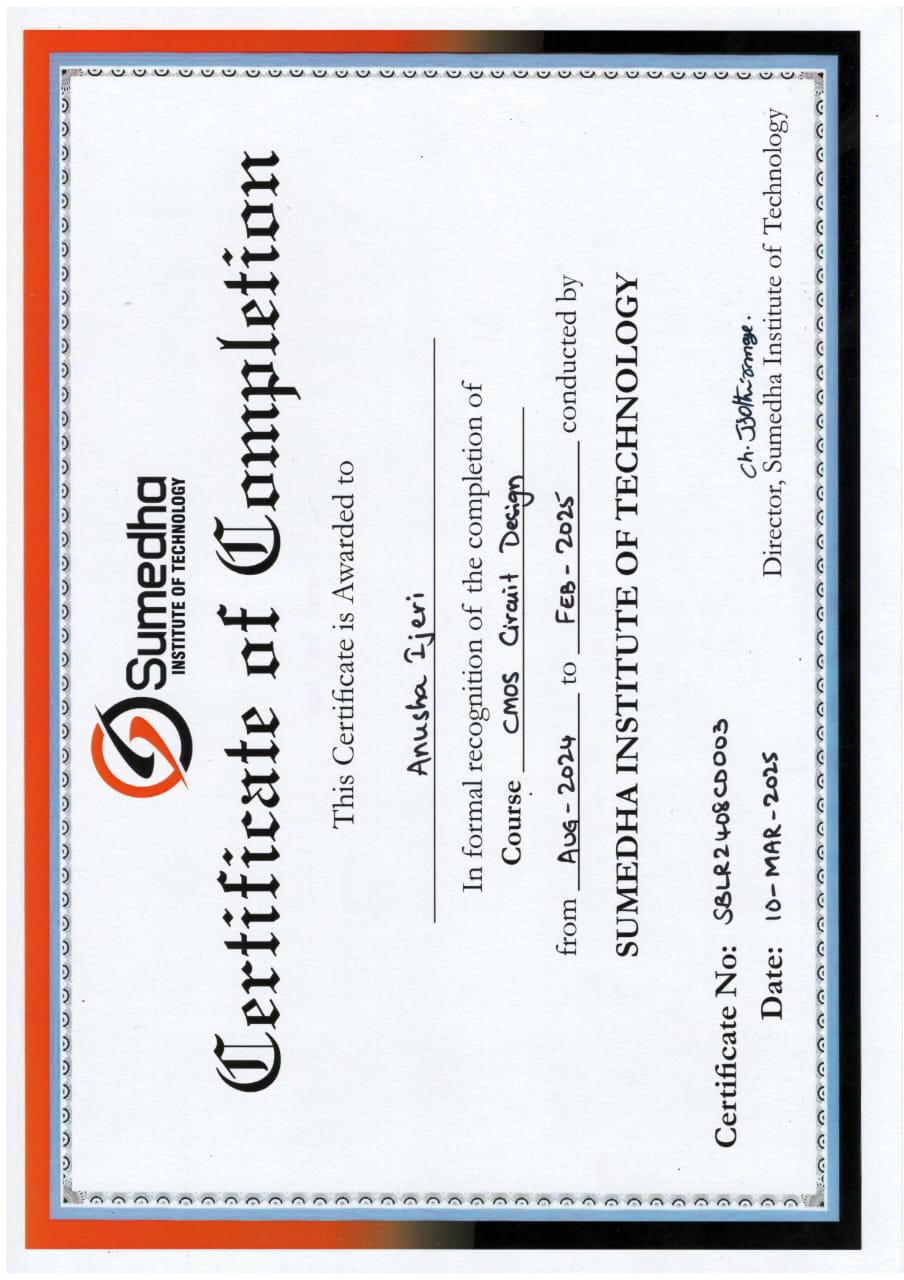 Sumedha
INSTITUTE OF TECHNOLOGY
Certificate of Completion
This Certificate is Awarded to
Anusha Ijeri
In formal recognition of the completion of
Course CMOS Circuit Design
from AUG - 2024 to FEB - 2025 conducted by
SUMEDHA INSTITUTE OF TECHNOLOGY
Certificate No: SBLR2408CD003
Date: 10-MAR-2025
Ch.
Director, Sumedha Institute of Technology